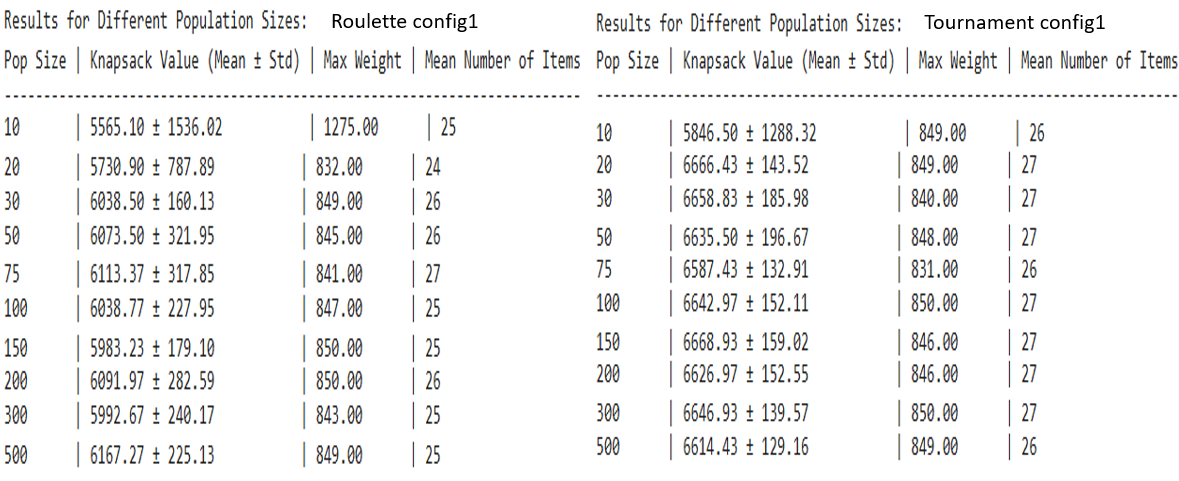 Results for Different Population Sizes: Roulette config1
Pop Size | Knapsack Value (Mean ± Std) | Max Weight | Mean Number of Items
--------------------------------------------------------------------------------
10 | 5565.10 ± 1536.02 | 1275.00 | 25
20 | 5730.90 ± 787.89 | 832.00 | 24
30 | 6038.50 ± 160.13 | 849.00 | 26
50 | 6073.50 ± 321.95 | 845.00 | 26
75 | 6113.37 ± 317.85 | 841.00 | 27
100 | 6038.77 ± 227.95 | 847.00 | 25
150 | 5983.23 ± 179.10 | 850.00 | 25
200 | 6091.97 ± 282.59 | 850.00 | 26
300 | 5992.67 ± 240.17 | 843.00 | 25
500 | 6167.27 ± 225.13 | 849.00 | 25
Results for Different Population Sizes: Tournament config1
Pop Size | Knapsack Value (Mean ± Std) | Max Weight | Mean Number of Items
--------------------------------------------------------------------------------
10 | 5846.50 ± 1288.32 | 849.00 | 26
20 | 6666.43 ± 143.52 | 849.00 | 27
30 | 6658.83 ± 185.98 | 840.00 | 27
50 | 6635.50 ± 196.67 | 848.00 | 27
75 | 6587.43 ± 132.91 | 831.00 | 26
100 | 6642.97 ± 152.11 | 850.00 | 27
150 | 6668.93 ± 159.02 | 846.00 | 27
200 | 6626.97 ± 152.55 | 846.00 | 27
300 | 6646.93 ± 139.57 | 850.00 | 27
500 | 6614.43 ± 129.16 | 849.00 | 26